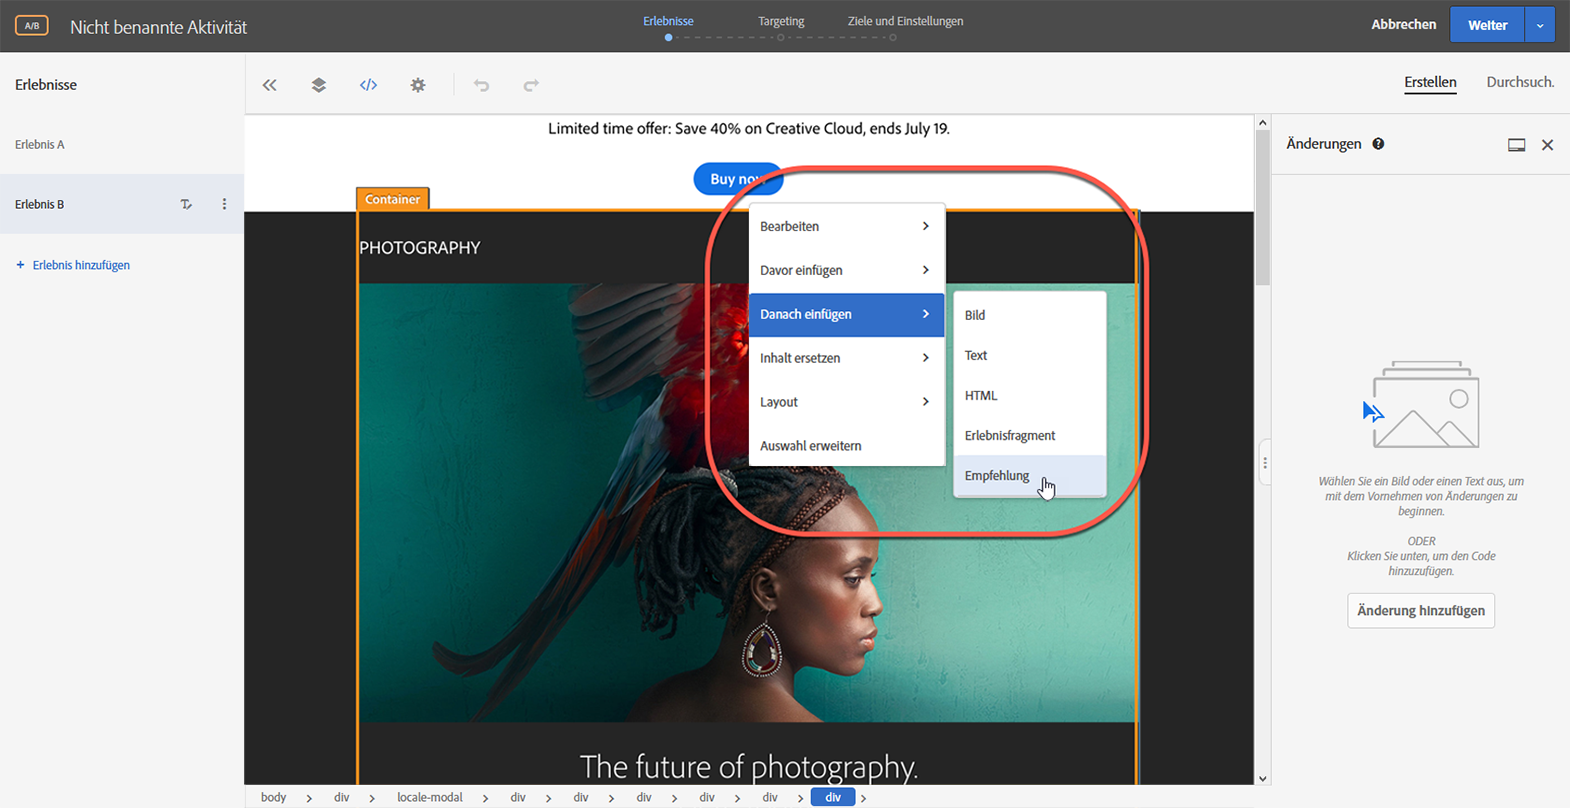 A/B
Nicht benannte Aktivität
Erlebnisse
Targeting
Ziele und Einstellungen
Abbrechen
Weiter
Erlebnisse
Erstellen
Durchsuch.
Erlebnis A
Erlebnis B
+ Erlebnis hinzufügen
Limited time offer: Save 40% on Creative Cloud, ends July 19.
Buy now
Container
PHOTOGRAPHY
Bearbeiten
Davor einfügen
Danach einfügen
Inhalt ersetzen
Layout
Auswahl erweitern
Bild
Text
HTML
Erlebnisfragment
Empfehlung
The future of photography.
Änderungen
Wählen Sie ein Bild oder einen Text aus, um
mit dem Vornehmen von Änderungen zu
beginnen.
ODER
Klicken Sie unten, um den Code
hinzuzufügen.
Änderung hinzufügen
body > div > locale-modal > div > div > div > div > div > div >